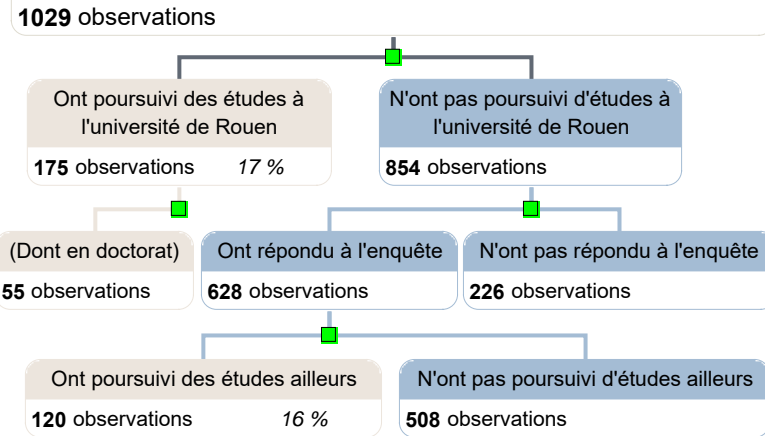 1029 observations
Ont poursuivi des études à
l'université de Rouen
175 observations 17 %
N'ont pas poursuivi d'études à
l'université de Rouen
854 observations
(Dont en doctorat)
55 observations
Ont répondu à l'enquête
628 observations
N'ont pas répondu à l'enquête
226 observations
Ont poursuivi des études ailleurs
120 observations 16 %
N'ont pas poursuivi d'études ailleurs
508 observations